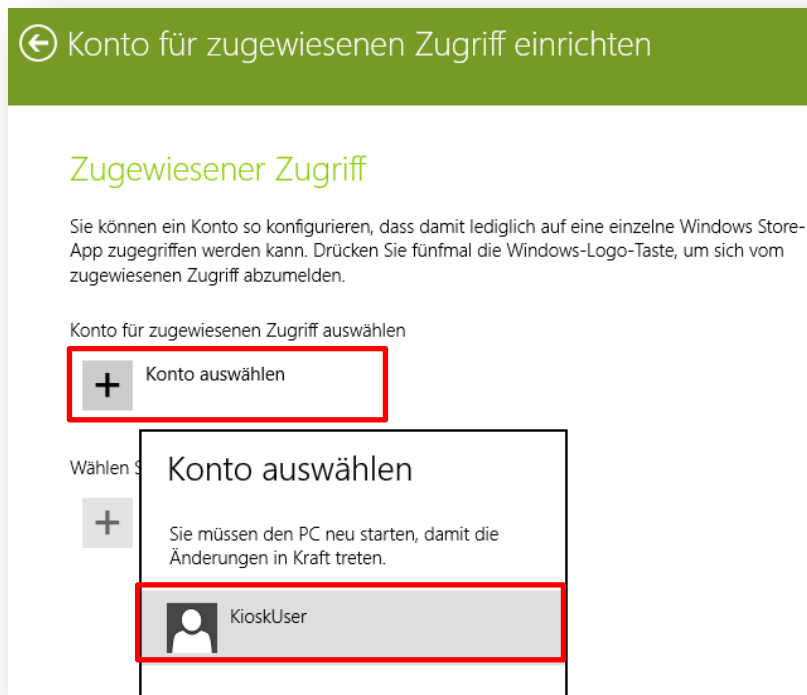 Konto für zugewiesenen Zugriff einrichten
Zugewiesener Zugriff
Sie können ein Konto so konfigurieren, dass damit lediglich auf eine einzelne Windows Store-
App zugegriffen werden kann. Drücken Sie fünfmal die Windows-Logo-Taste, um sich vom
zugewiesenen Zugriff abzumelden.
Konto für zugewiesenen Zugriff auswählen
Konto auswählen
Wählen
Konto auswählen
Sie müssen den PC neu starten, damit die
Änderungen in Kraft treten.
KioskUser